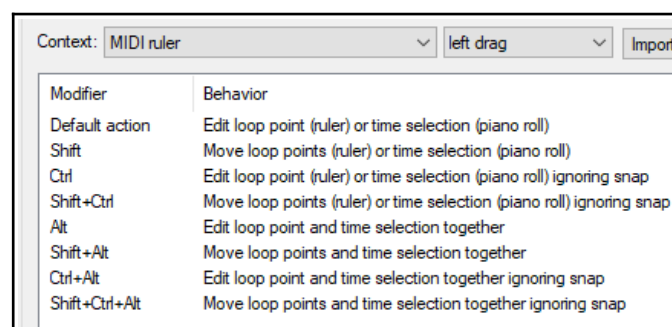 Context: MIDI ruler left drag Import
Modifier Behavior
Default action Edit loop point (ruler) or time selection (piano roll)
Shift Move loop points (ruler) or time selection (piano roll)
Ctrl Edit loop point (ruler) or time selection (piano roll) ignoring snap
Shift+Ctrl Move loop points (ruler) or time selection (piano roll) ignoring snap
Alt Edit loop point and time selection together
Shift+Alt Move loop points and time selection together
Ctrl+Alt Edit loop point and time selection together ignoring snap
Shift+Ctrl+Alt Move loop points and time selection together ignoring snap